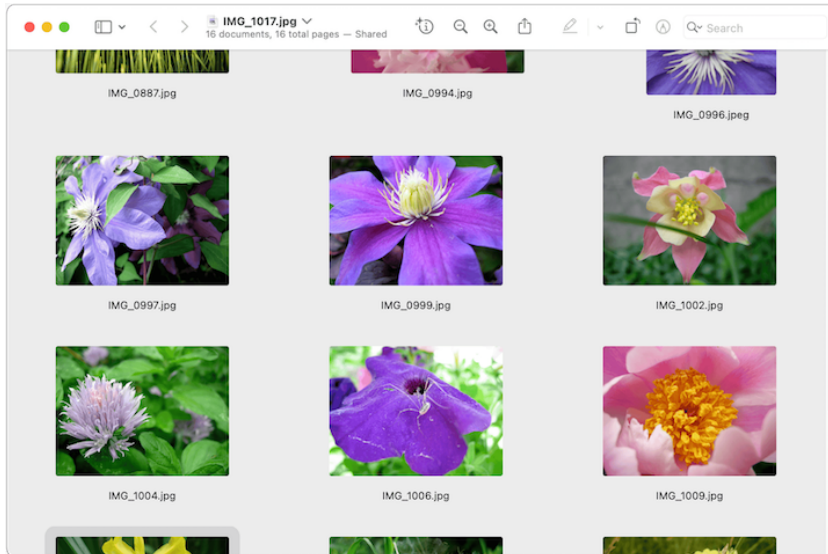 IMG_1017.jpg
16 documents, 16 total pages — Shared
Search
IMG_0887.jpg
IMG_0994.jpg
IMG_0996.jpeg
IMG_0997.jpg
IMG_0999.jpg
IMG_1002.jpg
IMG_1004.jpg
IMG_1006.jpg
IMG_1009.jpg